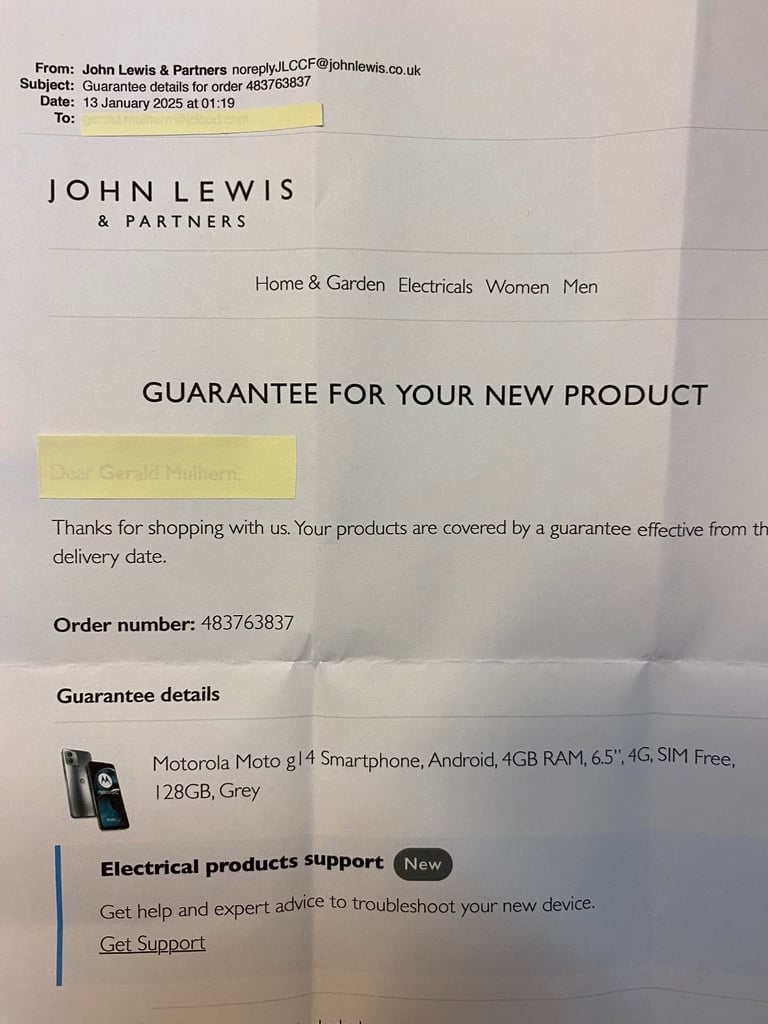 From: John Lewis & Partners noreplyJLCCF@johnlewis.co.uk
Subject: Guarantee details for order 483763837
Date: 13 January 2025 at 01:19
To:
JOHN LEWIS
& PARTNERS
Home & Garden Electricals Women Men
GUARANTEE FOR YOUR NEW PRODUCT
Thanks for shopping with us. Your products are covered by a guarantee effective from th
delivery date.
Order number: 483763837
Guarantee details
Motorola Moto g14 Smartphone, Android, 4GB RAM, 6.5”, 4G, SIM Free,
128GB, Grey
Electrical products support New
Get help and expert advice to troubleshoot your new device.
Get Support